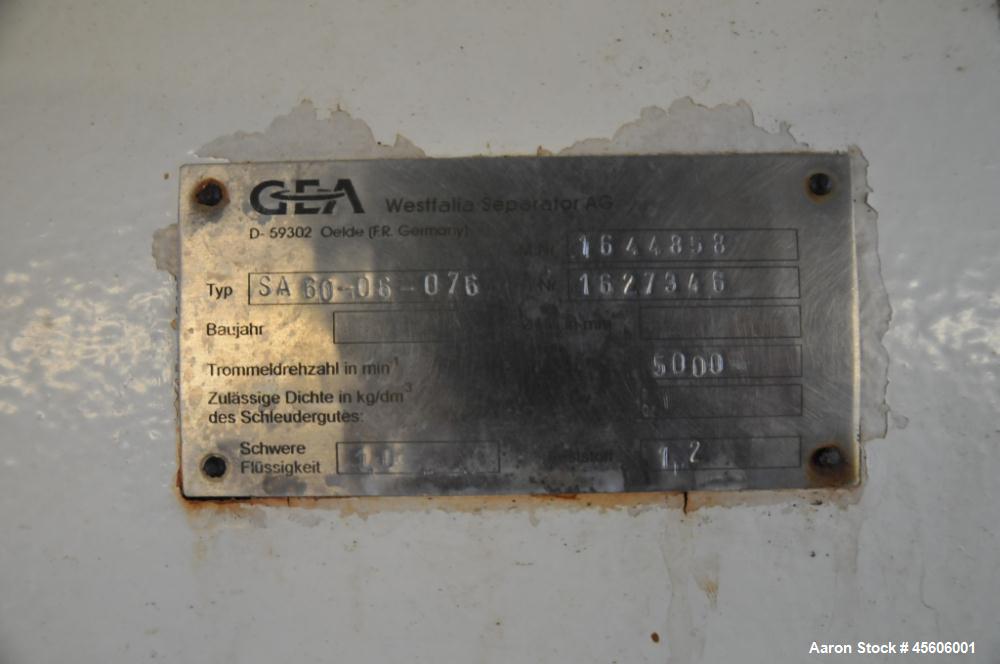 GEA Westfalia Separator AG
D- 59302 Oelde (F.R. Germany)
1644858
Typ SA 60-06-076 Nr 1627346
Baujahr
Trommeldrehzahl in min-1 5000
Zulässige Dichte in kg/dm3
des Schleudergutes:
Schwere
Flüssigkeit 1,2
Aaron Stock # 45606001